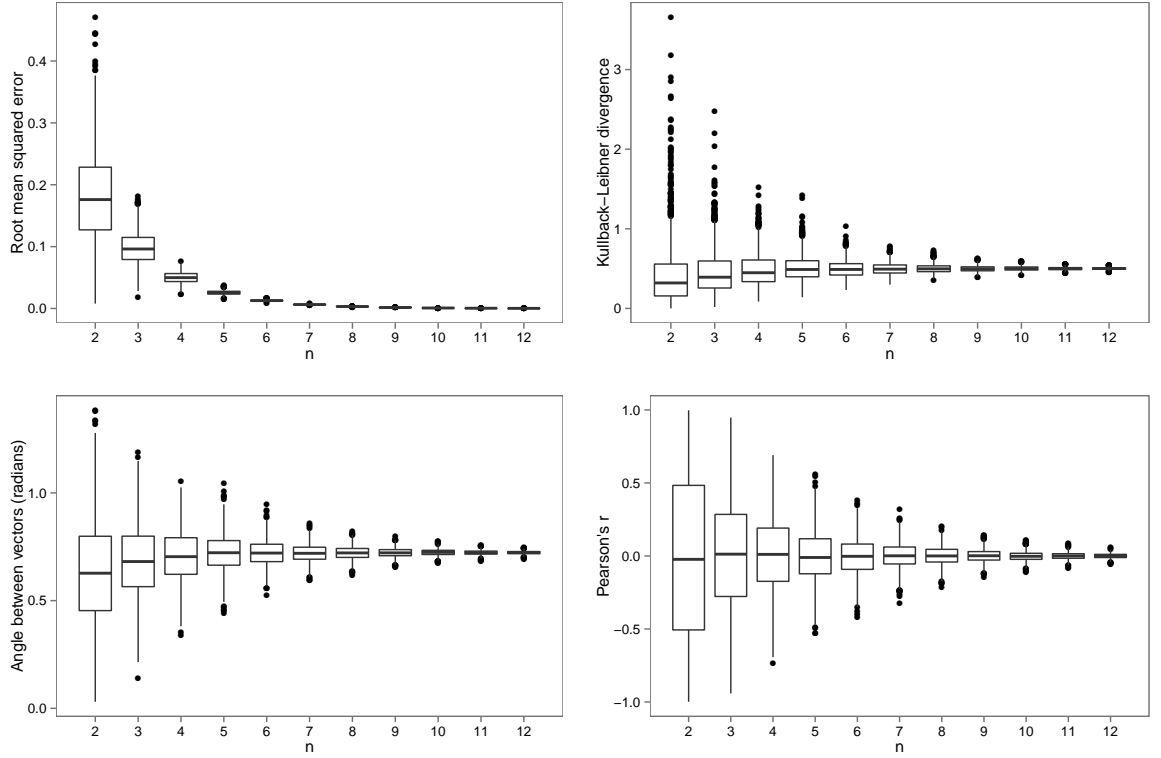 Root mean squared error
0.4
0.3
0.2
0.1
0.0
2 3 4 5 6 7 8 9 10 11 12
n
Kullback−Leibner divergence
3
2
1
0
2 3 4 5 6 7 8 9 10 11 12
n
Angle between vectors (radians)
1.0
0.5
0.0
2 3 4 5 6 7 8 9 10 11 12
n
Pearson's r
1.0
0.5
0.0
−0.5
−1.0
2 3 4 5 6 7 8 9 10 11 12
n